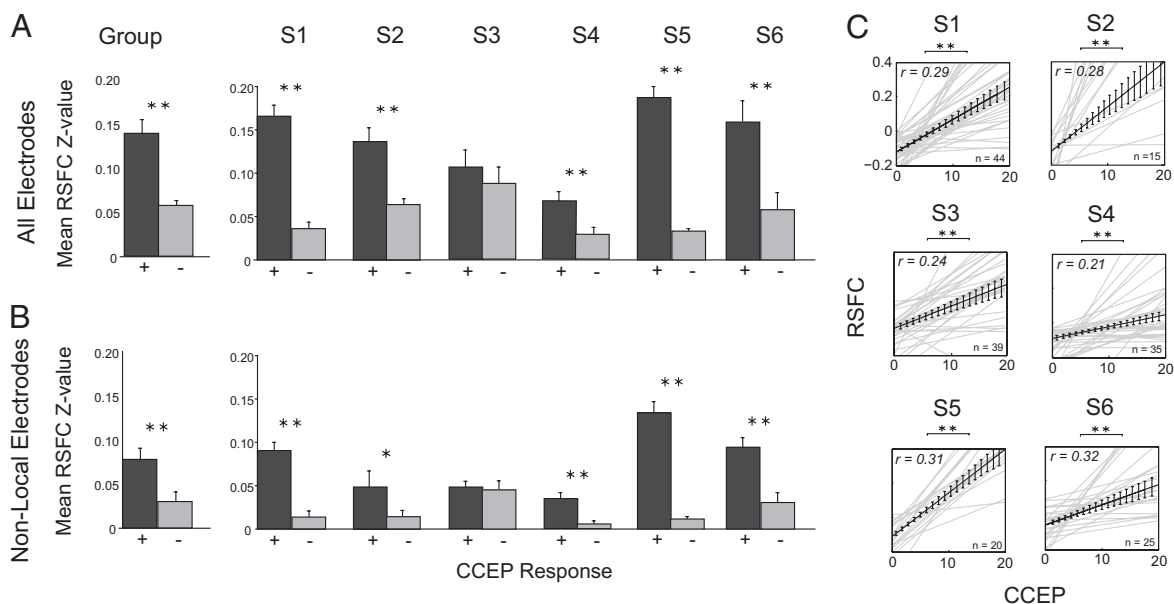 A
Group S1 S2 S3 S4 S5 S6
All Electrodes
Mean RSFC Z-value
0.20
0.15
0.10
0.05
0
**
+ -
0.20
0.15
0.10
0.05
0
** ** ** ** **
+ - + - + - + - + - + -
B
Non-Local Electrodes
Mean RSFC Z-value
0.20
0.15
0.10
0.05
0
**
+ -
0.20
0.15
0.10
0.05
0
** * ** ** **
+ - + - + - + - + - + -
CCEP Response
C
RSFC
S1
**
r = 0.29
0.4
0.2
0
−0.2
n = 44
0 10 20
S2
**
r = 0.28
n =15
0 10 20
S3
**
r = 0.24
n = 39
0 10 20
S4
**
r = 0.21
n = 35
0 10 20
S5
**
r = 0.31
n = 20
0 10 20
S6
**
r = 0.32
n = 25
0 10 20
CCEP